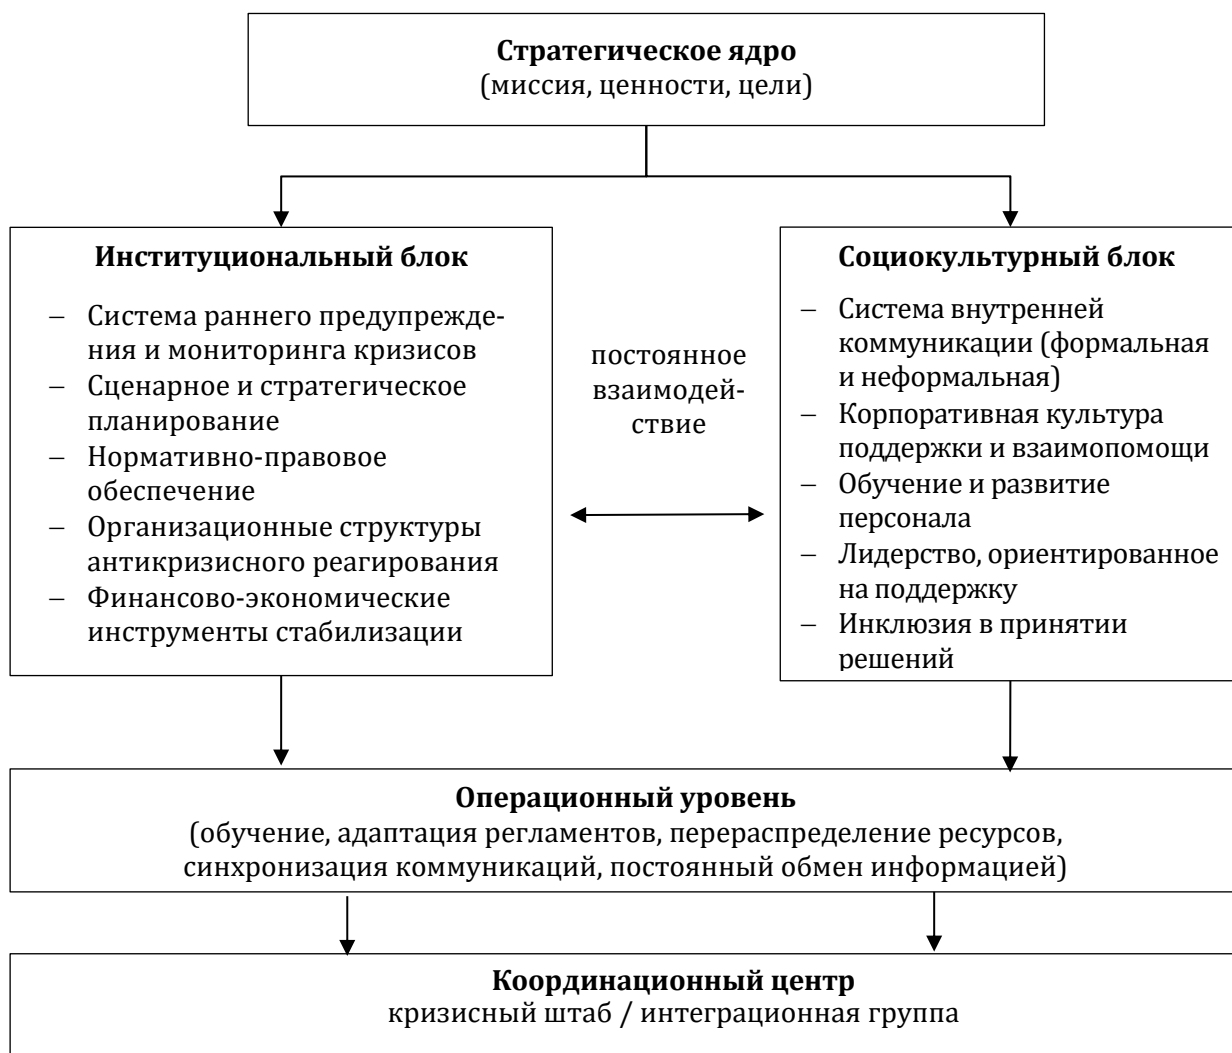 Стратегическое ядро
(миссия, ценности, цели)
Институциональный блок
− Система раннего предупрежде-
ния и мониторинга кризисов
− Сценарное и стратегическое
планирование
− Нормативно-правовое
обеспечение
− Организационные структуры
антикризисного реагирования
− Финансово-экономические
инструменты стабилизации
постоянное
взаимодей-
ствие
Социокультурный блок
− Система внутренней
коммуникации (формальная
и неформальная)
− Корпоративная культура
поддержки и взаимопомощи
− Обучение и развитие
персонала
− Лидерство, ориентированное
на поддержку
− Инклюзия в принятии
решений
Операционный уровень
(обучение, адаптация регламентов, перераспределение ресурсов,
синхронизация коммуникаций, постоянный обмен информацией)
Координационный центр
кризисный штаб / интеграционная группа